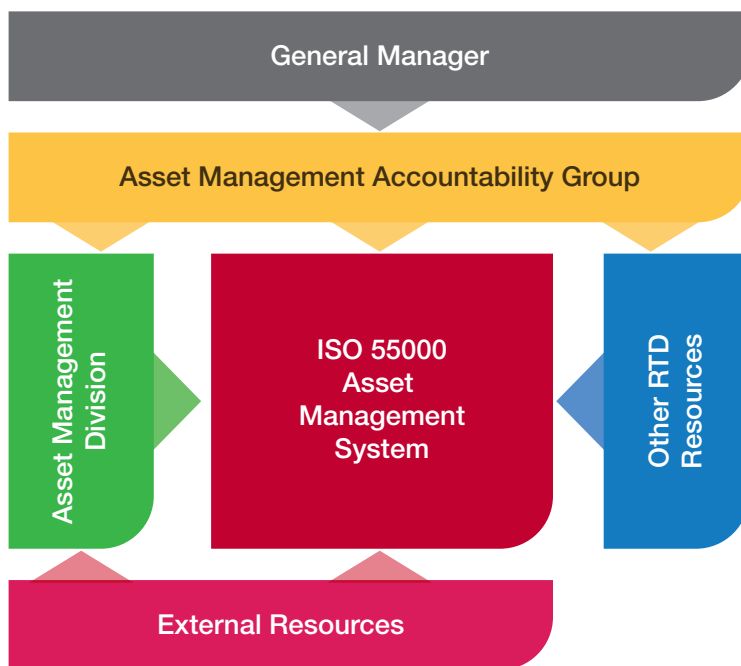 General Manager
Asset Management Accountability Group
Asset Management
Division
ISO 55000
Asset
Management
System
Other RTD
Resources
External Resources